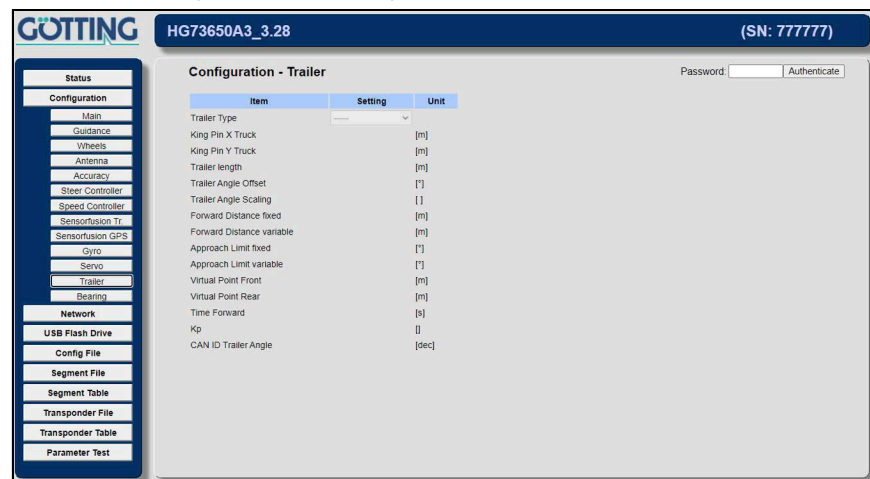 GÖTTING
HG73650A3_3.28 (SN: 777777)
Status
Configuration
Main
Guidance
Wheels
Antenna
Accuracy
Steer Controller
Speed Controller
Sensorfusion Tr.
Sensorfusion GPS
Gyro
Servo
Trailer
Bearing
Network
USB Flash Drive
Config File
Segment File
Segment Table
Transponder File
Transponder Table
Parameter Test
Configuration - Trailer
Password: Authenticate
Item Setting Unit
Trailer Type -----
King Pin X Truck [m]
King Pin Y Truck [m]
Trailer length [m]
Trailer Angle Offset [°]
Trailer Angle Scaling [ ]
Forward Distance fixed [m]
Forward Distance variable [m]
Approach Limit fixed [°]
Approach Limit variable [°]
Virtual Point Front [m]
Virtual Point Rear [m]
Time Forward [s]
Kp []
CAN ID Trailer Angle [dec]